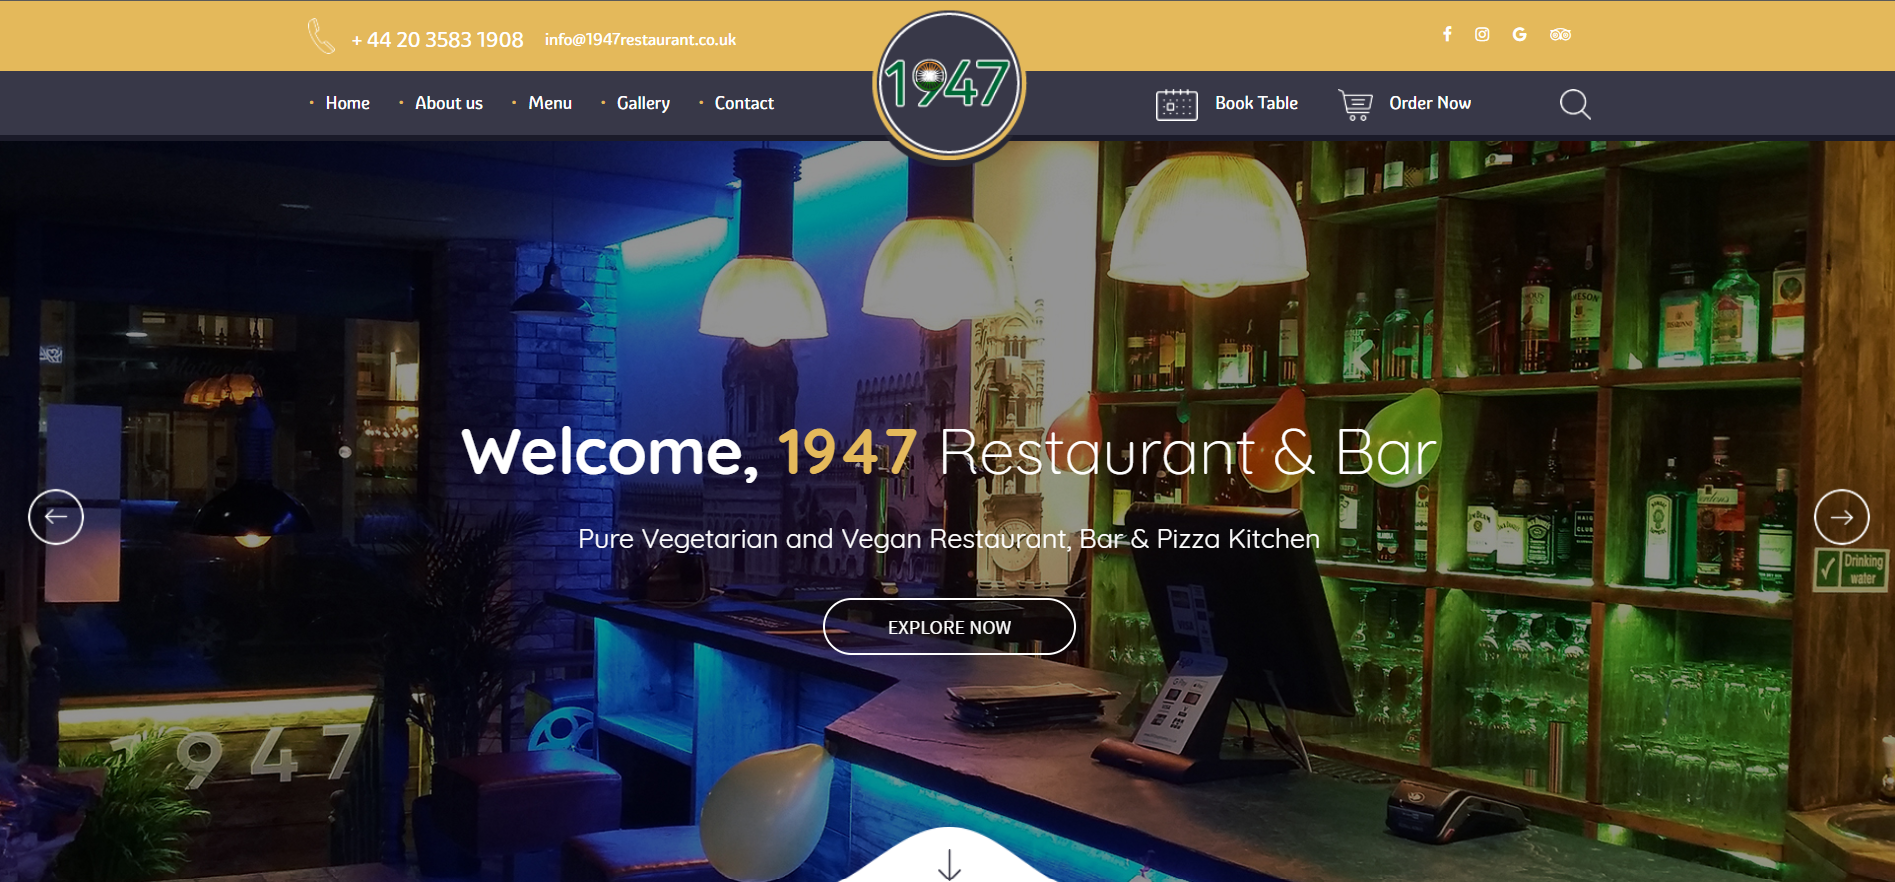 + 44 20 3583 1908 info@1947restaurant.co.uk
1947
Home About us Menu Gallery Contact
Book Table Order Now
Welcome, 1947 Restaurant & Bar
Pure Vegetarian and Vegan Restaurant, Bar & Pizza Kitchen
EXPLORE NOW
Drinking
water
1947